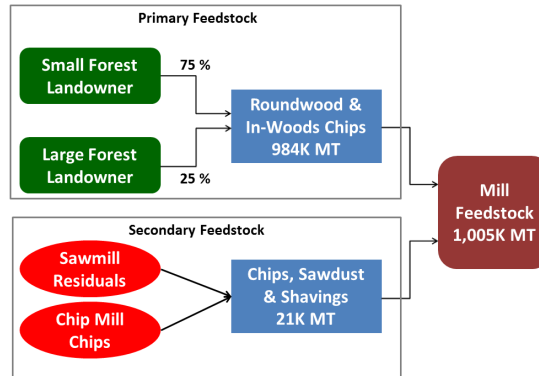 Primary Feedstock
Small Forest
Landowner
75 %
Large Forest
Landowner
25 %
Roundwood &
In-Woods Chips
984K MT
Mill
Feedstock
1,005K MT
Secondary Feedstock
Sawmill
Residuals
Chip Mill
Chips
Chips, Sawdust
& Shavings
21K MT